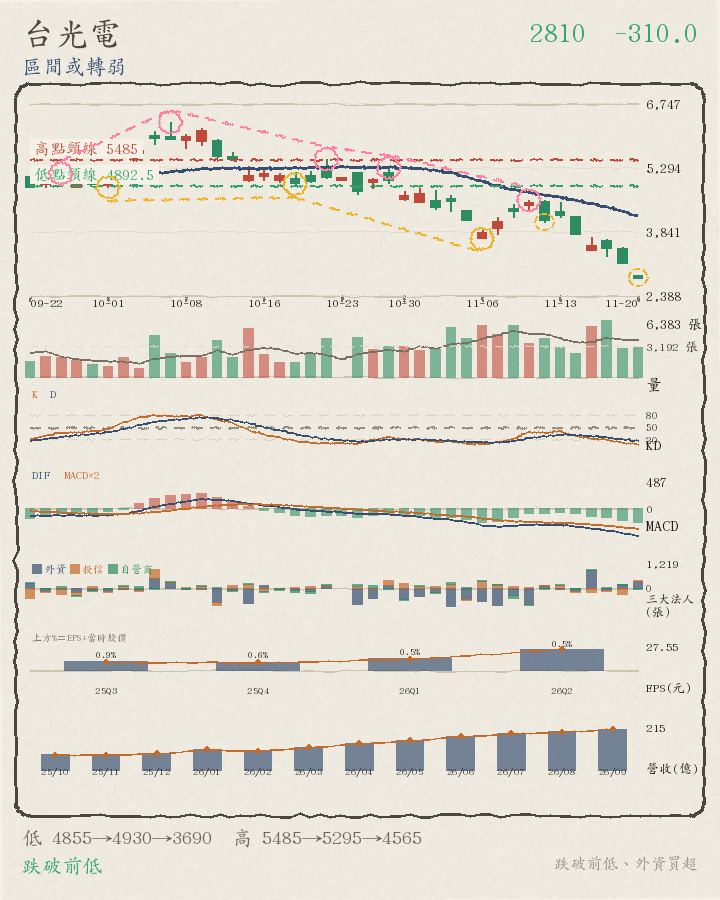 台光電
2810 -310.0
區間或轉弱
6,747
高點頸線 5485
5,294
低點頸線 4892.5
3,841
2,388
09-22 10-01 10-08 10-16 10-23 10-30 11-06 11-13 11-20
6,383 張
3,192 張
量
K D
80
50
20
KD
DIF MACD×2
487
0
MACD
外資 投信 自營商
1,219
0
三大法人
(張)
上方%=EPS÷當時股價
27.55
0.9% 0.6% 0.5% 0.5%
25Q3 25Q4 26Q1 26Q2
EPS(元)
215
營收(億)
25/10 25/11 25/12 26/01 26/02 26/03 26/04 26/05 26/06 26/07 26/08 26/09
低 4855→4930→3690 高 5485→5295→4565
跌破前低
跌破前低、外資買超